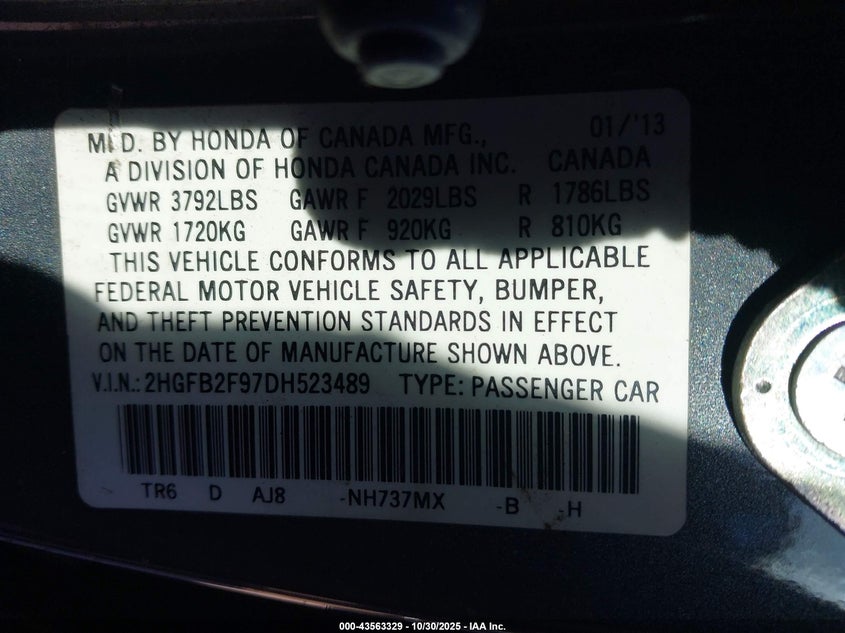 MFD. BY HONDA OF CANADA MFG., 01/'13
A DIVISION OF HONDA CANADA INC. CANADA
GVWR 3792LBS GAWR F 2029LBS R 1786LBS
GVWR 1720KG GAWR F 920KG R 810KG
THIS VEHICLE CONFORMS TO ALL APPLICABLE
FEDERAL MOTOR VEHICLE SAFETY, BUMPER,
AND THEFT PREVENTION STANDARDS IN EFFECT
ON THE DATE OF MANUFACTURE SHOWN ABOVE.
V.I.N.: 2HGFB2F97DH523489 TYPE: PASSENGER CAR
TR6 D AJ8 -NH737MX -B -H
000-43563329 - 10/30/2025 - IAA Inc.